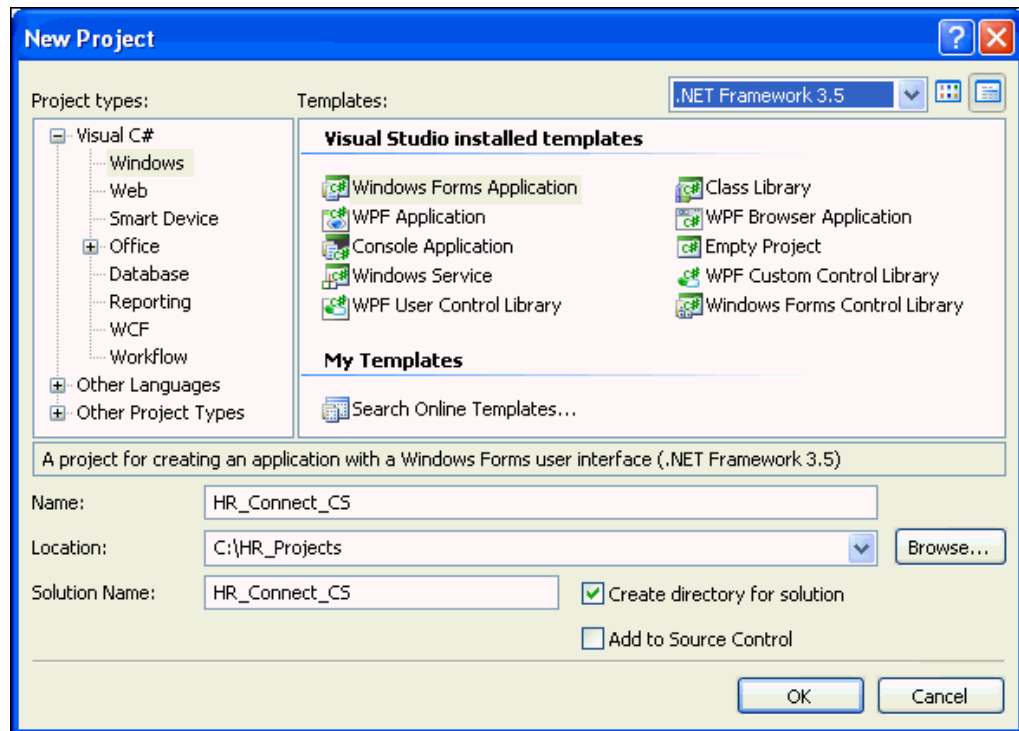 New Project
Project types:
Templates:
.NET Framework 3.5
Visual C#
Windows
Web
Smart Device
Office
Database
Reporting
WCF
Workflow
Other Languages
Other Project Types
Visual Studio installed templates
Windows Forms Application
Class Library
WPF Application
WPF Browser Application
Console Application
Empty Project
Windows Service
WPF Custom Control Library
WPF User Control Library
Windows Forms Control Library
My Templates
Search Online Templates...
A project for creating an application with a Windows Forms user interface (.NET Framework 3.5)
Name:
HR_Connect_CS
Location:
C:\HR_Projects
Browse...
Solution Name:
HR_Connect_CS
Create directory for solution
Add to Source Control
OK
Cancel